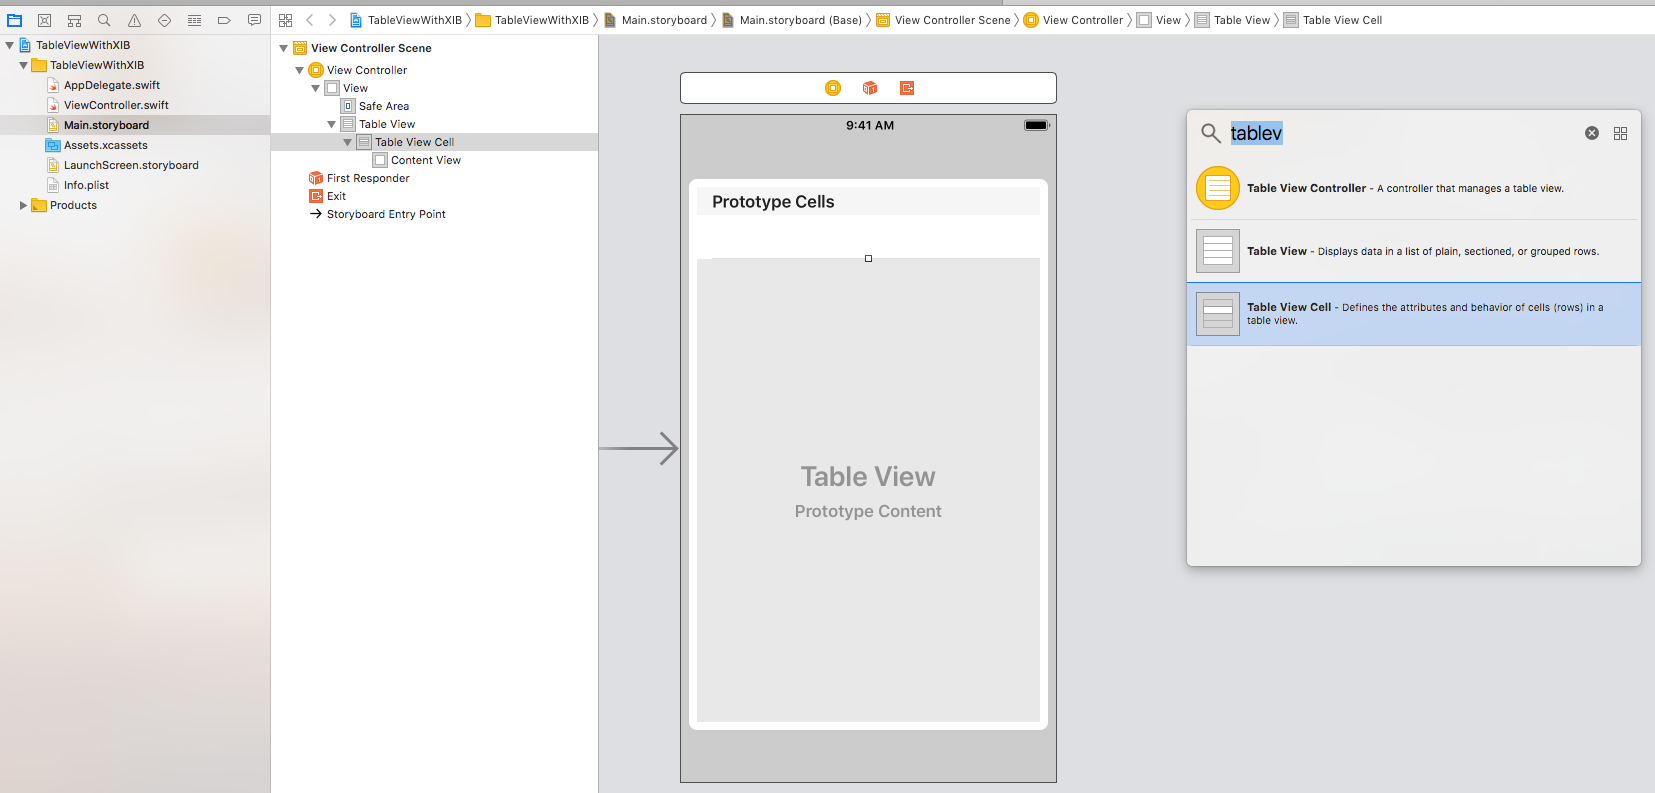 TableViewWithXIB
TableViewWithXIB
AppDelegate.swift
ViewController.swift
Main.storyboard
Assets.xcassets
LaunchScreen.storyboard
Info.plist
Products
TableViewWithXIB
TableViewWithXIB
Main.storyboard
Main.storyboard (Base)
View Controller Scene
View Controller
View
Table View
Table View Cell
View Controller Scene
View Controller
View
Safe Area
Table View
Table View Cell
Content View
First Responder
Exit
Storyboard Entry Point
9:41 AM
Prototype Cells
Table View
Prototype Content
tablev
Table View Controller - A controller that manages a table view.
Table View - Displays data in a list of plain, sectioned, or grouped rows.
Table View Cell - Defines the attributes and behavior of cells (rows) in a
table view.